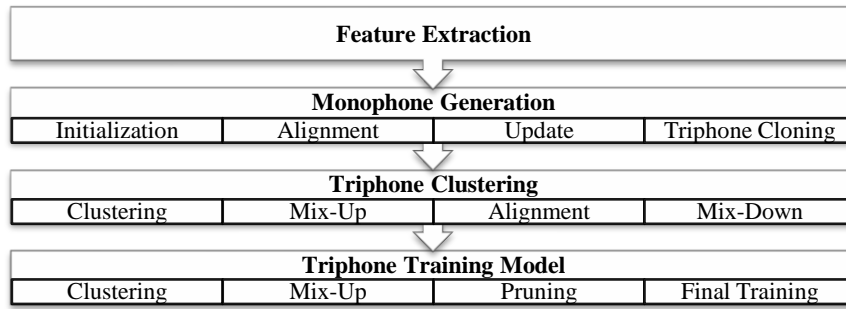 Feature Extraction
Monophone Generation
Initialization Alignment Update Triphone Cloning
Triphone Clustering
Clustering Mix-Up Alignment Mix-Down
Triphone Training Model
Clustering Mix-Up Pruning Final Training